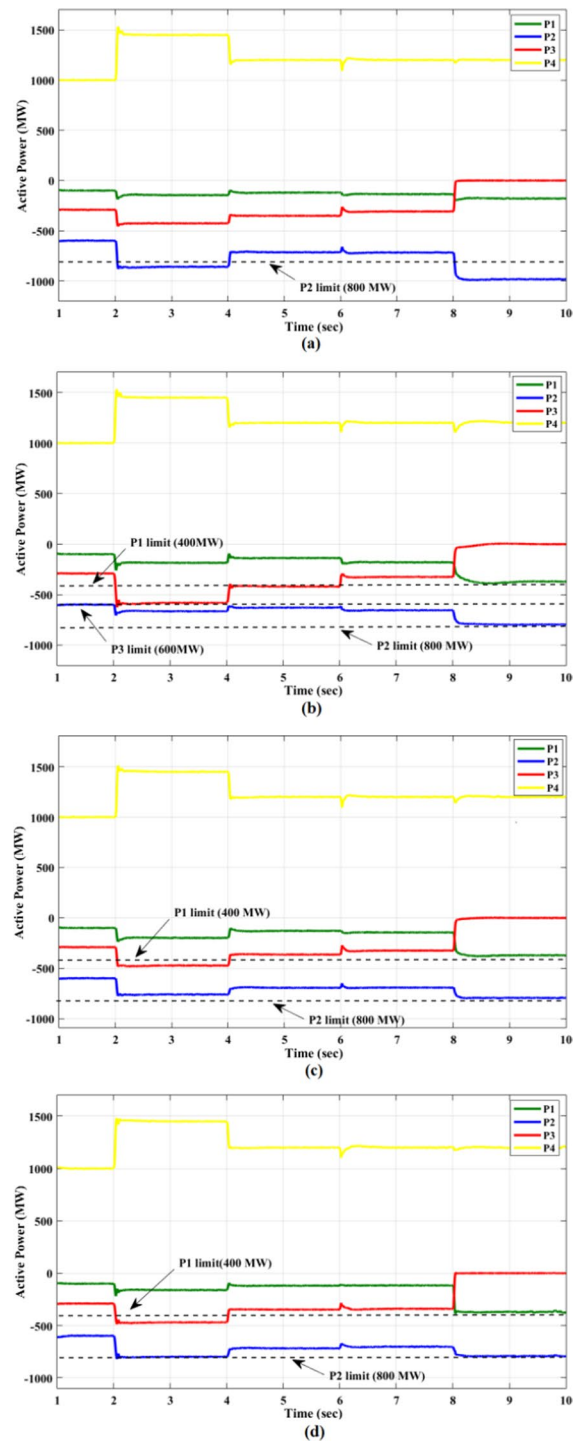 1500
1000
500
0
-500
-1000
Active Power (MW)
P1
P2
P3
P4
P2 limit (800 MW)
1 2 3 4 5 6 7 8 9 10
Time (sec)
(a)
1500
1000
500
0
-500
-1000
Active Power (MW)
P1
P2
P3
P4
P1 limit (400MW)
P3 limit (600MW)
P2 limit (800 MW)
1 2 3 4 5 6 7 8 9 10
Time (sec)
(b)
1500
1000
500
0
-500
-1000
Active Power (MW)
P1
P2
P3
P4
P1 limit (400 MW)
P2 limit (800 MW)
1 2 3 4 5 6 7 8 9 10
Time (sec)
(c)
1500
1000
500
0
-500
-1000
Active Power (MW)
P1
P2
P3
P4
P1 limit(400 MW)
P2 limit (800 MW)
1 2 3 4 5 6 7 8 9 10
Time (sec)
(d)